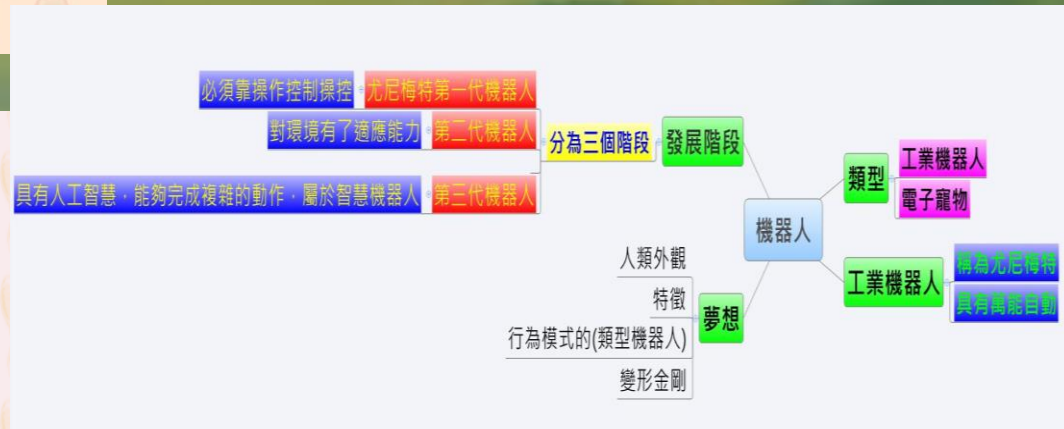 機器人
發展階段
分為三個階段
尤尼梅特第一代機器人
必須靠操作控制操控
第二代機器人
對環境有了適應能力
第三代機器人
具有人工智慧，能夠完成複雜的動作，屬於智慧機器人
類型
工業機器人
電子寵物
工業機器人
稱為尤尼梅特
具有萬能自動
夢想
人類外觀
特徵
行為模式的(類型機器人)
變形金剛